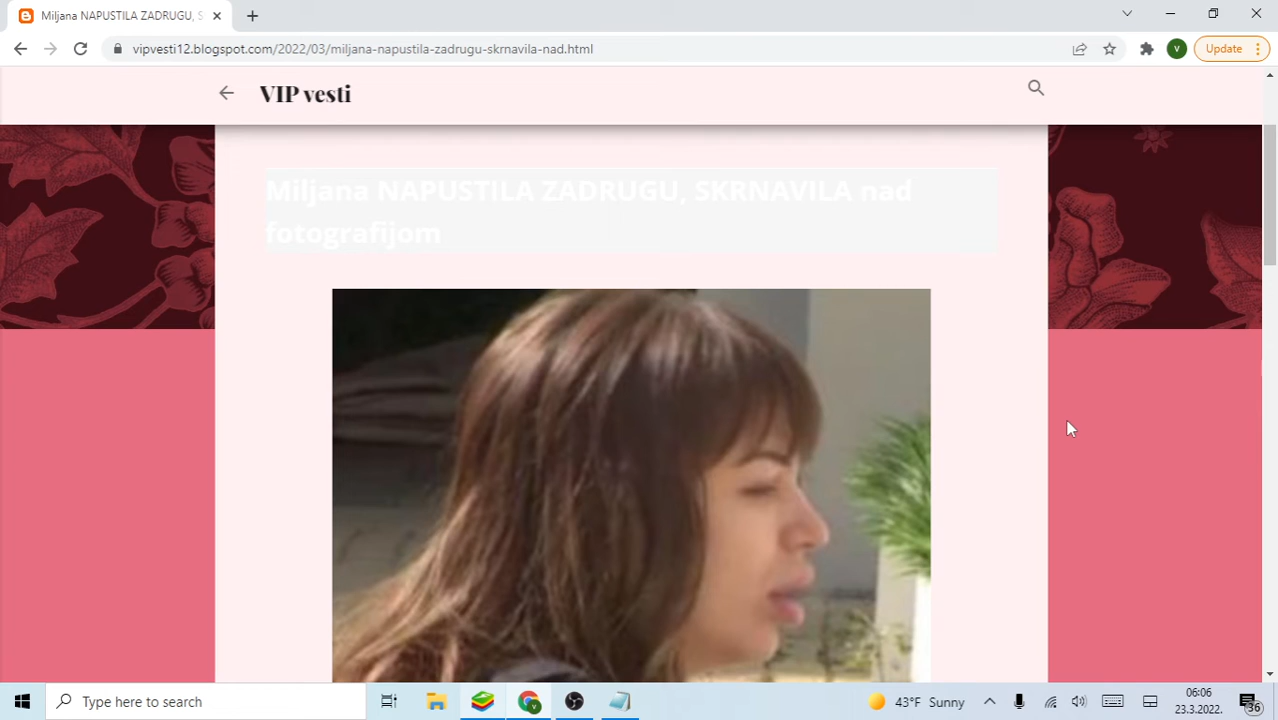 Miljana NAPUSTILA ZADRUGU, S
vipvesti12.blogspot.com/2022/03/miljana-napustila-zadrugu-skrnavila-nad.html
V
Update
VIP vesti
Miljana NAPUSTILA ZADRUGU, SKRNAVILA nad
fotografijom
Type here to search
V
43°F Sunny
06:06
23.3.2022.
36